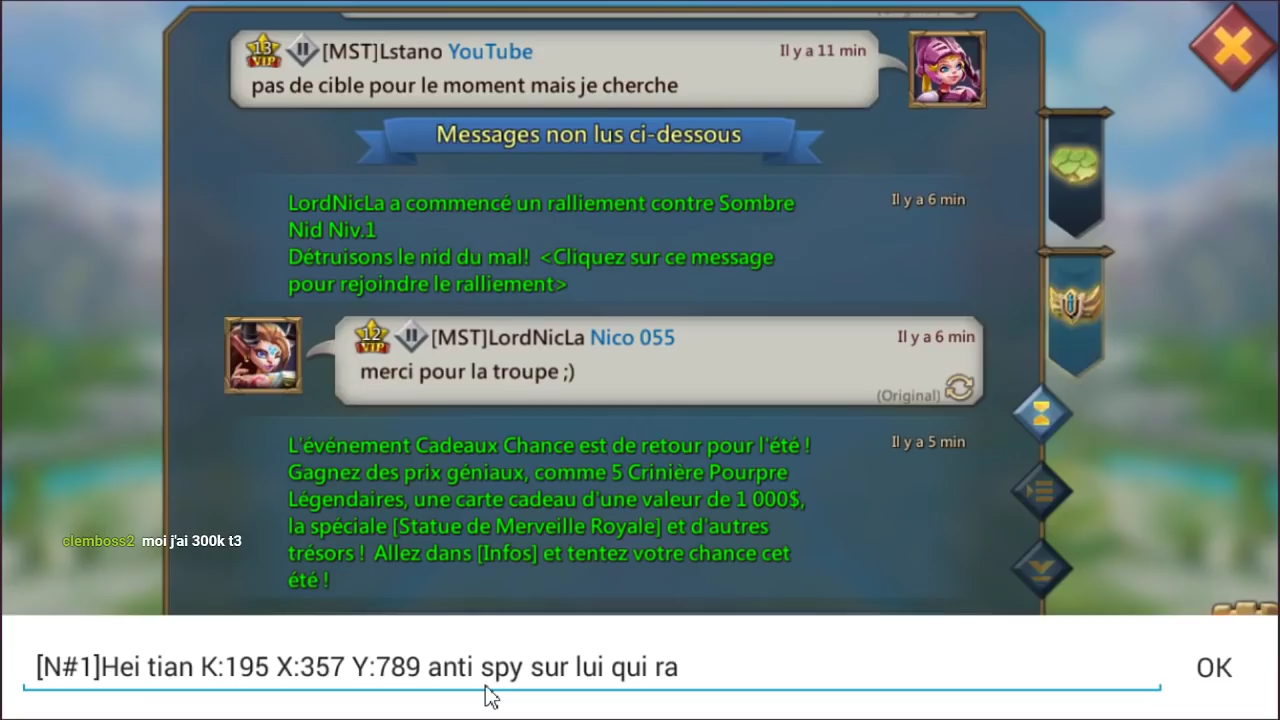 13 VIP [MST]Lstano YouTube Il y a 11 min
pas de cible pour le moment mais je cherche
Messages non lus ci-dessous
LordNicLa a commencé un ralliement contre Sombre Il y a 6 min
Nid Niv.1
Détruisons le nid du mal! <Cliquez sur ce message
pour rejoindre le ralliement>
12 VIP [MST]LordNicLa Nico 055 Il y a 6 min
merci pour la troupe ;)
(Original)
L'événement Cadeaux Chance est de retour pour l'été ! Il y a 5 min
Gagnez des prix géniaux, comme 5 Crinière Pourpre
Légendaires, une carte cadeau d'une valeur de 1 000$,
la spéciale [Statue de Merveille Royale] et d'autres
trésors ! Allez dans [Infos] et tentez votre chance cet
été !
clemboss2 moi j'ai 300k t3
[N#1]Hei tian K:195 X:357 Y:789 anti spy sur lui qui ra
OK